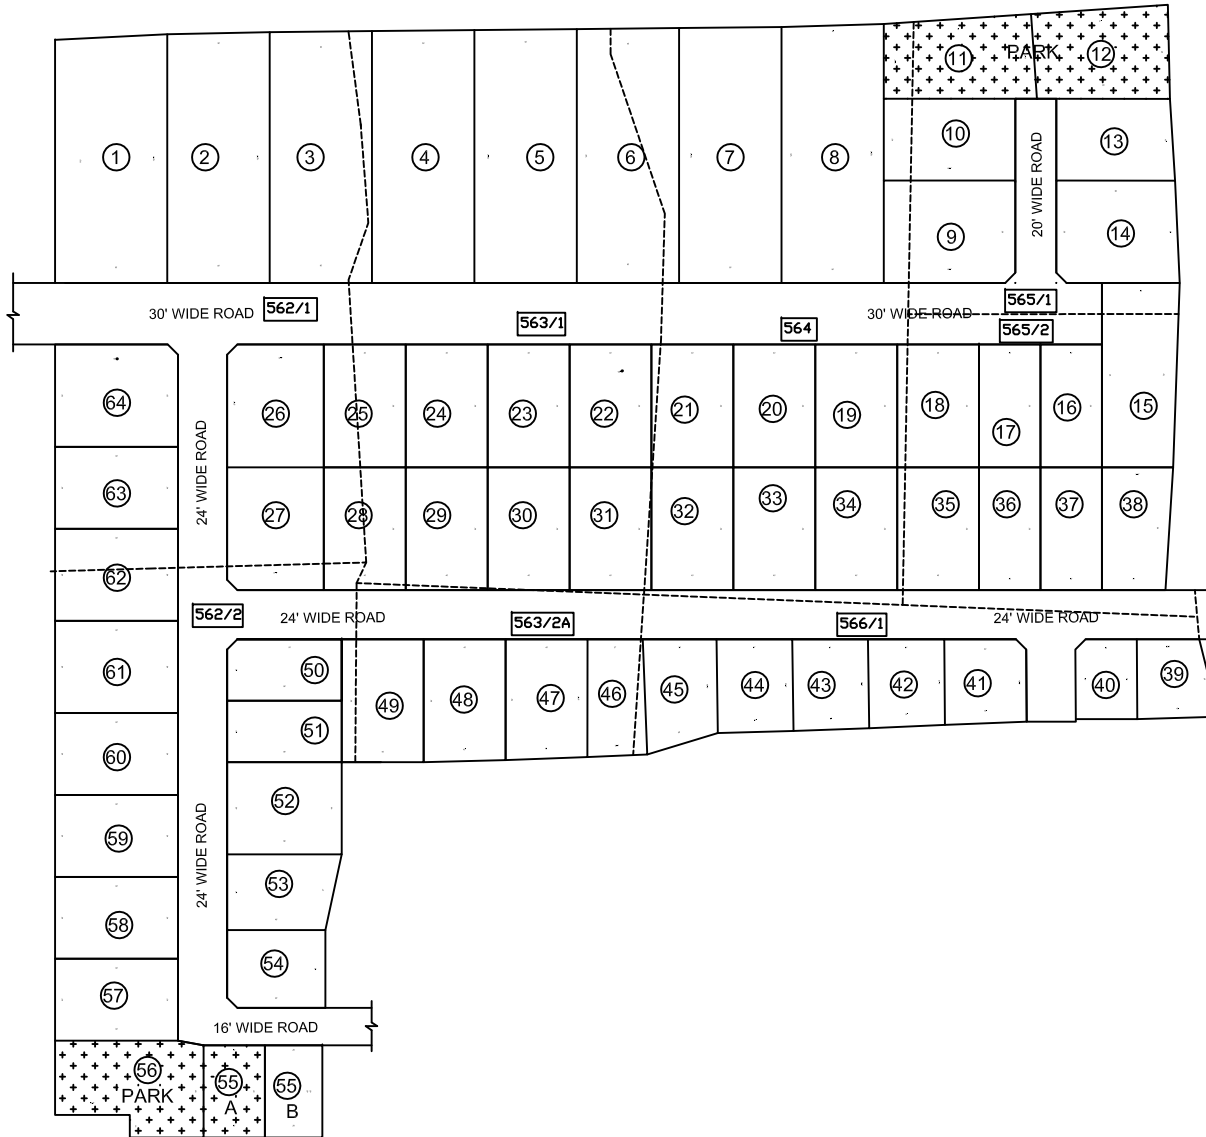 11 PARK 12
10 13
1 2 3 4 5 6 7 8
20' WIDE ROAD
9 14
30' WIDE ROAD 562/1 563/1 564 30' WIDE ROAD 565/1
565/2
64 26 25 24 23 22 21 20 19 18 17 16 15
24' WIDE ROAD
63 27 28 29 30 31 32 33 34 35 36 37 38
62
562/2 24' WIDE ROAD 563/2A 566/1 24' WIDE ROAD
61 50 49 48 47 46 45 44 43 42 41 40 39
51
60
52
59
24' WIDE ROAD
53
58
54
57
16' WIDE ROAD
56 55 55
PARK A B